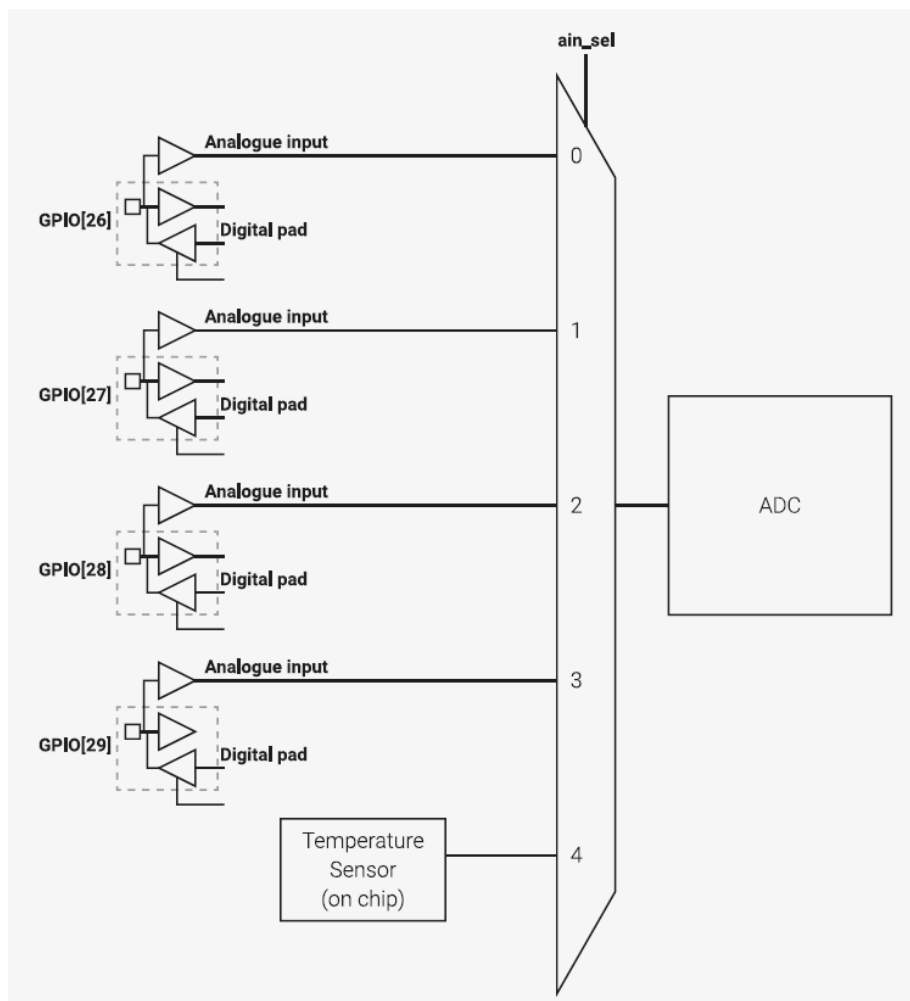 ain_sel
Analogue input
0
GPIO[26]
Digital pad
Analogue input
1
GPIO[27]
Digital pad
Analogue input
2
ADC
GPIO[28]
Digital pad
Analogue input
3
GPIO[29]
Digital pad
Temperature
Sensor
(on chip)
4